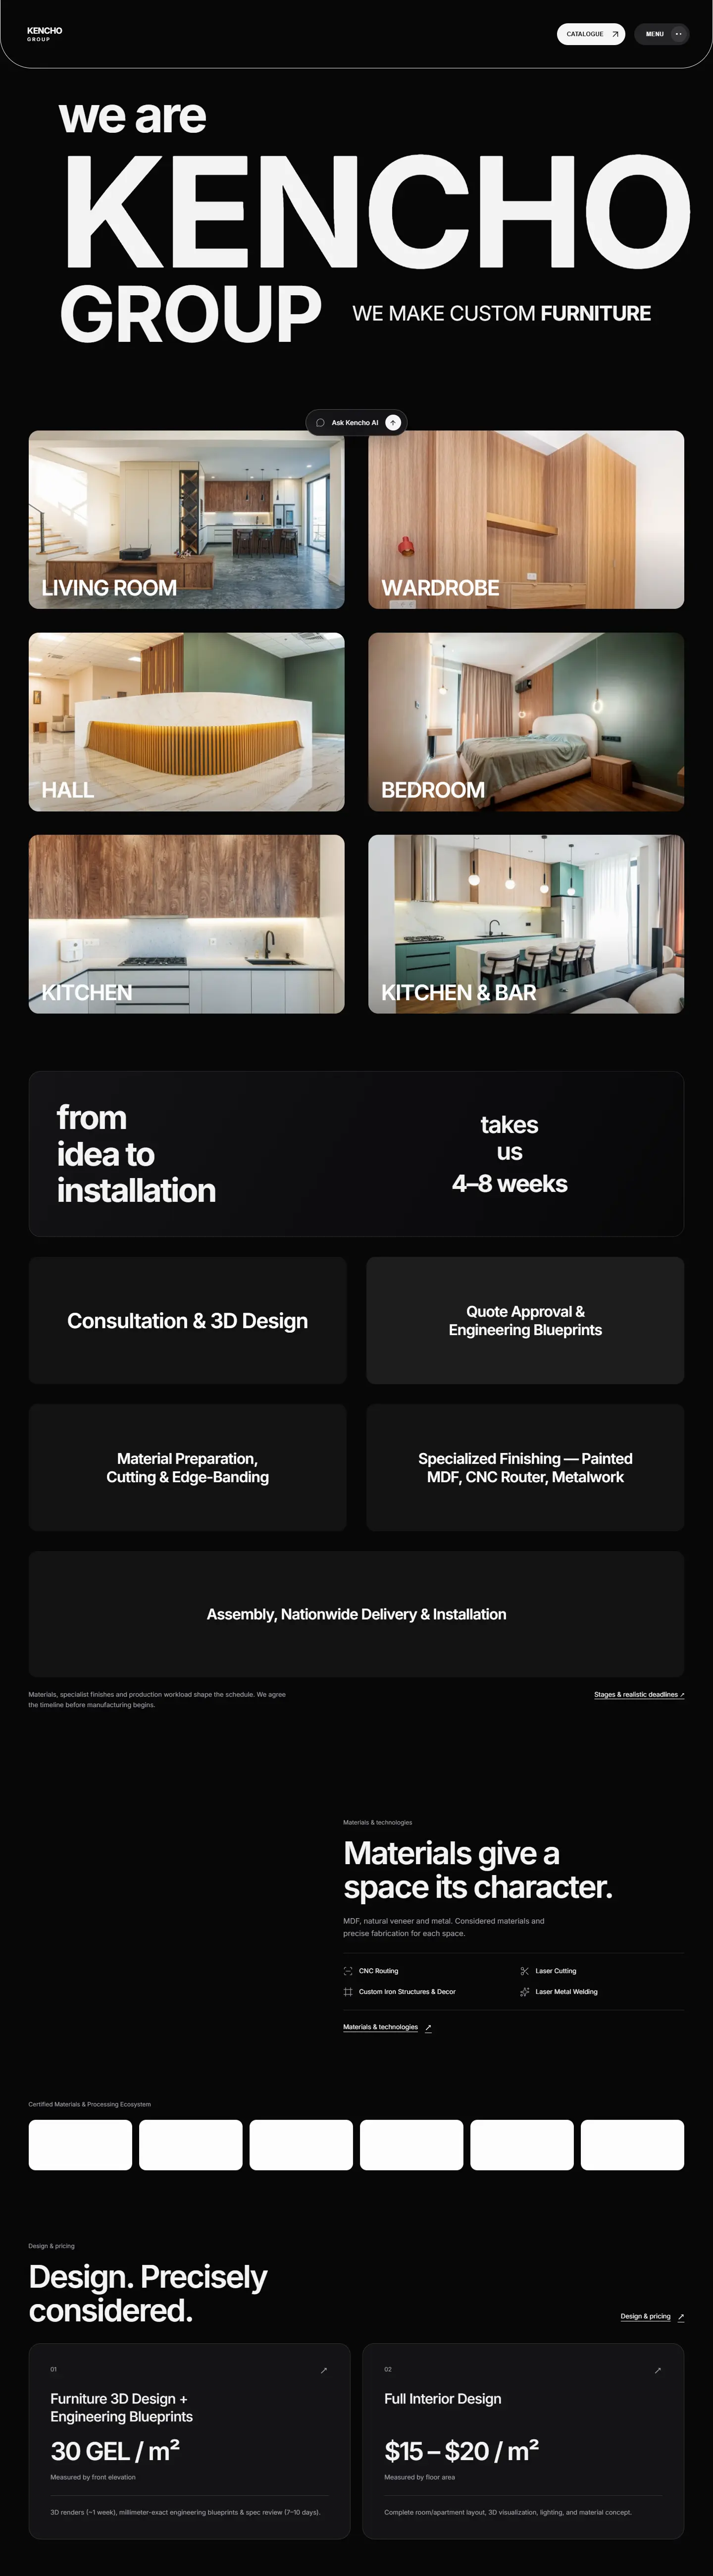 KENCHO
GROUP
CATALOGUE
MENU
we are
KENCHO
GROUP
WE MAKE CUSTOM FURNITURE
Ask Kencho AI
LIVING ROOM
WARDROBE
HALL
BEDROOM
KITCHEN
KITCHEN & BAR
from
idea to
installation
takes
us
4–8 weeks
Consultation & 3D Design
Quote Approval &
Engineering Blueprints
Material Preparation,
Cutting & Edge-Banding
Specialized Finishing — Painted
MDF, CNC Router, Metalwork
Assembly, Nationwide Delivery & Installation
Materials, specialist finishes and production workload shape the schedule. We agree
the timeline before manufacturing begins.
Stages & realistic deadlines ↗
Materials & technologies
Materials give a
space its character.
MDF, natural veneer and metal. Considered materials and
precise fabrication for each space.
CNC Routing
Laser Cutting
Custom Iron Structures & Decor
Laser Metal Welding
Materials & technologies ↗
Certified Materials & Processing Ecosystem
Design & pricing
Design. Precisely
considered.
Design & pricing ↗
01 ↗
Furniture 3D Design +
Engineering Blueprints
30 GEL / m²
Measured by front elevation
3D renders (~1 week), millimeter-exact engineering blueprints & spec review (7–10 days).
02 ↗
Full Interior Design
$15 – $20 / m²
Measured by floor area
Complete room/apartment layout, 3D visualization, lighting, and material concept.